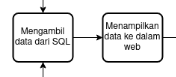 Mengambil
data dari SQL
Menampilkan
data ke dalam
web